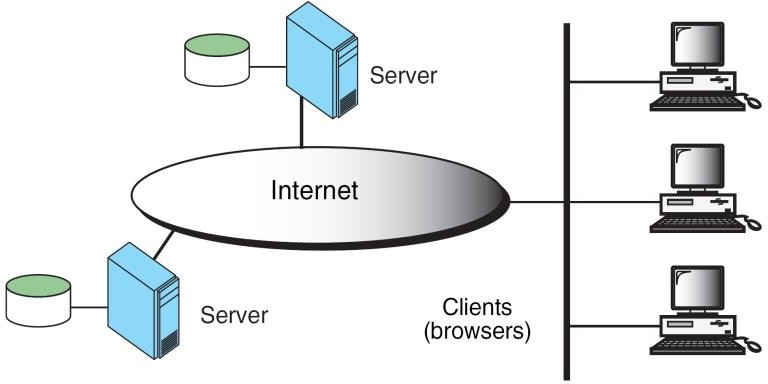 Server
Internet
Server
Clients
(browsers)